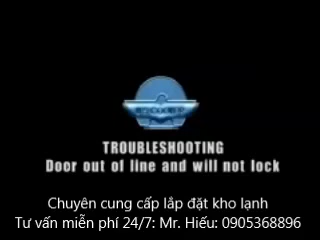 TROUBLESHOOTING
Door out of line and will not lock
Chuyên cung cấp lắp đặt kho lạnh
Tư vấn miễn phí 24/7: Mr. Hiếu: 0905368896